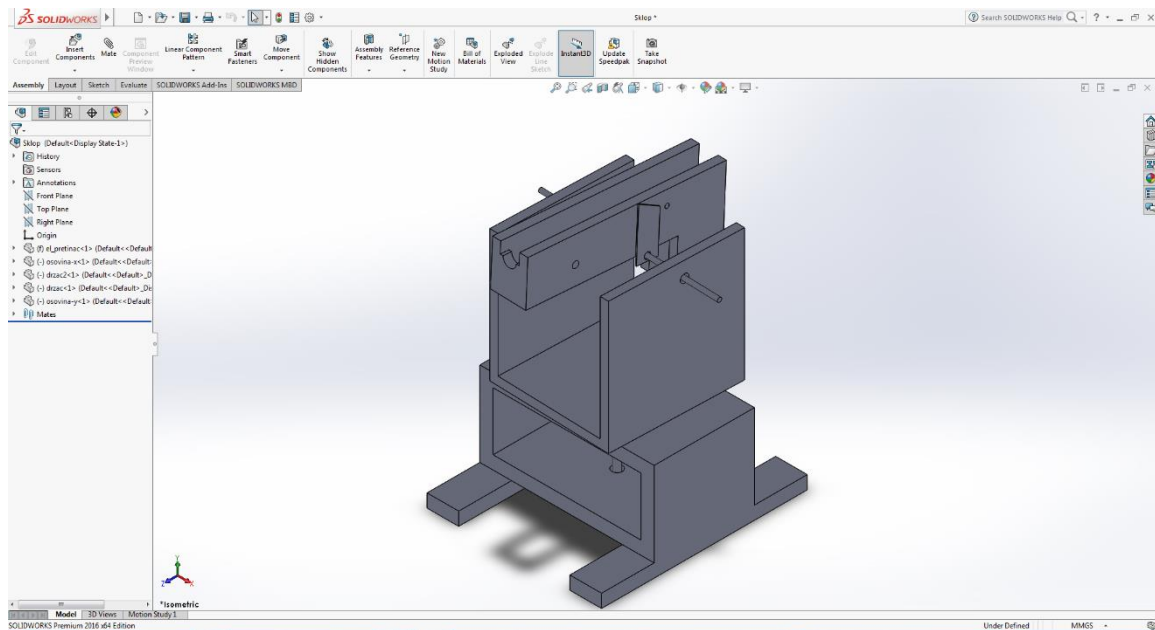 SOLIDWORKS
Sklop *
Search SOLIDWORKS Help
Edit Component
Insert Components
Mate
Component Preview Window
Linear Component Pattern
Smart Fasteners
Move Component
Show Hidden Components
Assembly Features
Reference Geometry
New Motion Study
Bill of Materials
Exploded View
Explode Line Sketch
Instant3D
Update Speedpak
Take Snapshot
Assembly Layout Sketch Evaluate SOLIDWORKS Add-Ins SOLIDWORKS MBD
Sklop (Default<Display State-1>)
History
Sensors
Annotations
Front Plane
Top Plane
Right Plane
Origin
(f) el_pretinac<1> (Default<<Default
(-) osovina-x<1> (Default<<Default
(-) drzac2<1> (Default<<Default>_D
(-) drzac<1> (Default<<Default>_Dis
(-) osovina-y<1> (Default<<Default
Mates
Y
Z
X
*Isometric
Model 3D Views Motion Study 1
SOLIDWORKS Premium 2016 x64 Edition
Under Defined
MMGS